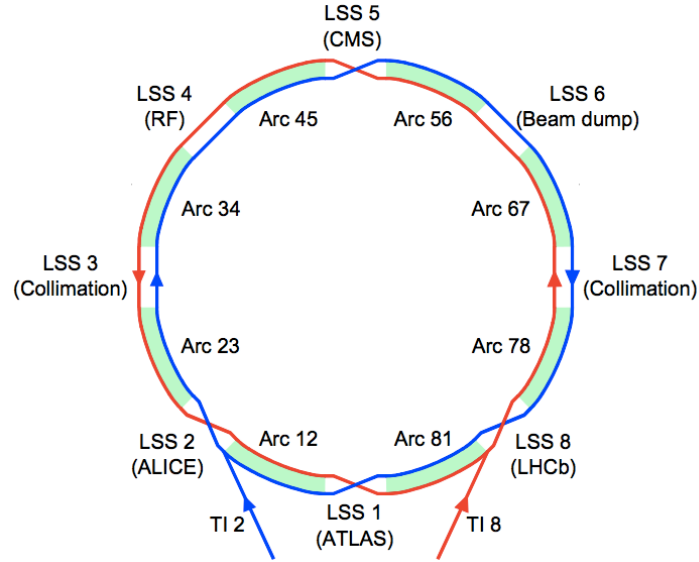 LSS 5
(CMS)
LSS 4
(RF)
LSS 6
(Beam dump)
Arc 45
Arc 56
Arc 34
Arc 67
LSS 3
(Collimation)
LSS 7
(Collimation)
Arc 23
Arc 78
LSS 2
(ALICE)
Arc 12
Arc 81
LSS 8
(LHCb)
TI 2
LSS 1
(ATLAS)
TI 8